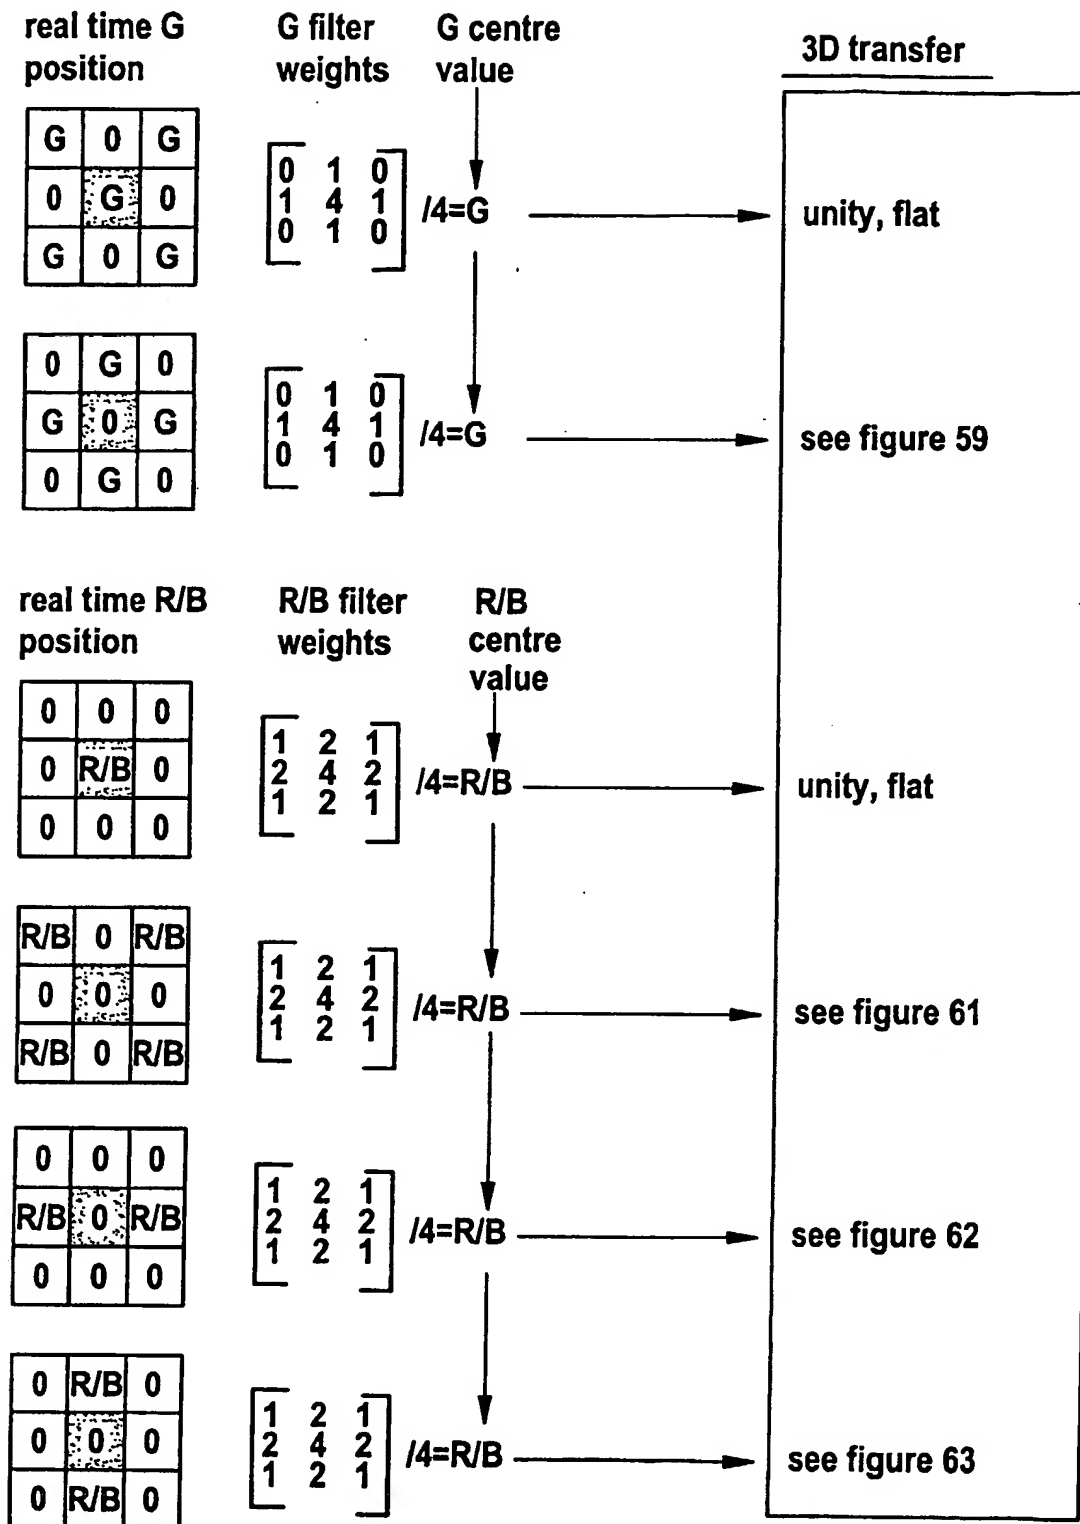 real time G position
G filter weights
G centre value
3D transfer
G 0 G
0 G 0
G 0 G
0 1 0
1 4 1
0 1 0
/4=G
unity, flat
0 G 0
G 0 G
0 G 0
0 1 0
1 4 1
0 1 0
/4=G
see figure 59
real time R/B position
R/B filter weights
R/B centre value
0 0 0
0 R/B 0
0 0 0
1 2 1
2 4 2
1 2 1
/4=R/B
unity, flat
R/B 0 R/B
0 0 0
R/B 0 R/B
1 2 1
2 4 2
1 2 1
/4=R/B
see figure 61
0 0 0
R/B 0 R/B
0 0 0
1 2 1
2 4 2
1 2 1
/4=R/B
see figure 62
0 R/B 0
0 0 0
0 R/B 0
1 2 1
2 4 2
1 2 1
/4=R/B
see figure 63